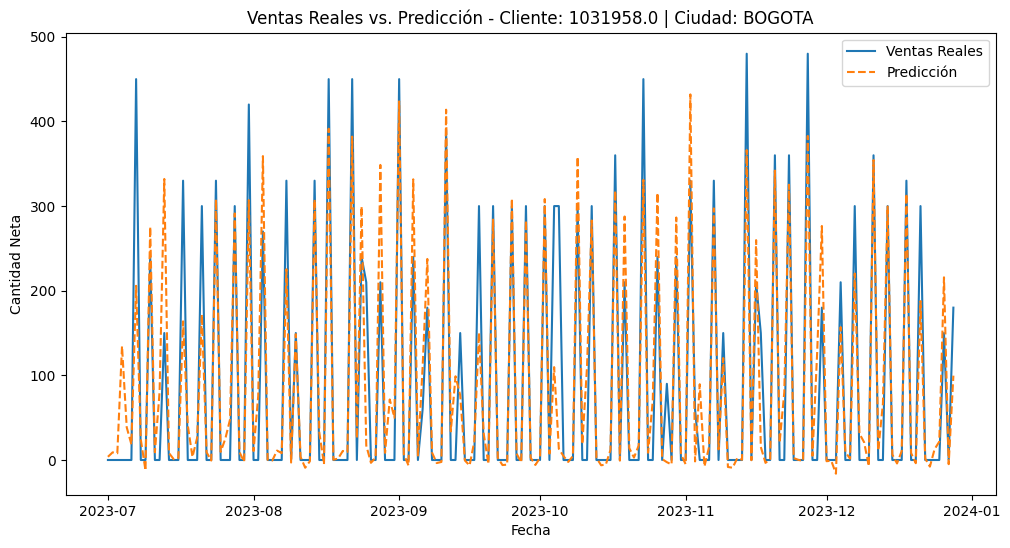 Ventas Reales vs. Predicción - Cliente: 1031958.0 | Ciudad: BOGOTA
500
400
300
200
100
0
Cantidad Neta
Ventas Reales
Predicción
2023-07
2023-08
2023-09
2023-10
2023-11
2023-12
2024-01
Fecha